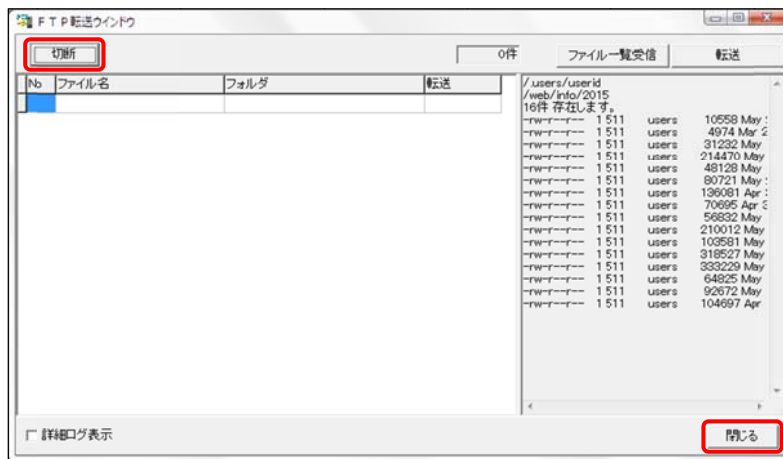 FTP転送ウインドウ
切断 0件 ファイル一覧受信 転送
No ファイル名 フォルダ 転送
/.users/userid
/web/info/2015
16件 存在します。
-rw-r--r-- 1 511 users 10558 May
-rw-r--r-- 1 511 users 4974 Mar 2
-rw-r--r-- 1 511 users 31232 May
-rw-r--r-- 1 511 users 214470 May
-rw-r--r-- 1 511 users 48128 May
-rw-r--r-- 1 511 users 80721 May
-rw-r--r-- 1 511 users 136081 Apr
-rw-r--r-- 1 511 users 70695 Apr
-rw-r--r-- 1 511 users 56832 May
-rw-r--r-- 1 511 users 210012 May
-rw-r--r-- 1 511 users 103581 May
-rw-r--r-- 1 511 users 318527 May
-rw-r--r-- 1 511 users 333229 May
-rw-r--r-- 1 511 users 64825 May
-rw-r--r-- 1 511 users 92672 May
-rw-r--r-- 1 511 users 104697 Apr
詳細ログ表示 閉じる